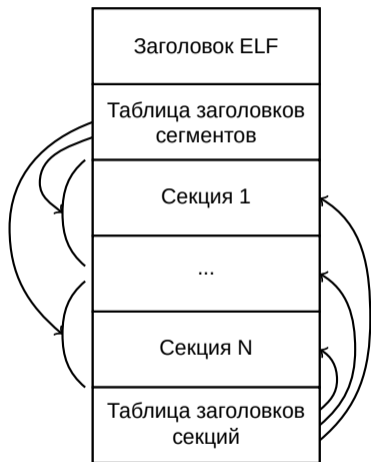 Заголовок ELF
Таблица заголовков
сегментов
Секция 1
...
Секция N
Таблица заголовков
секций